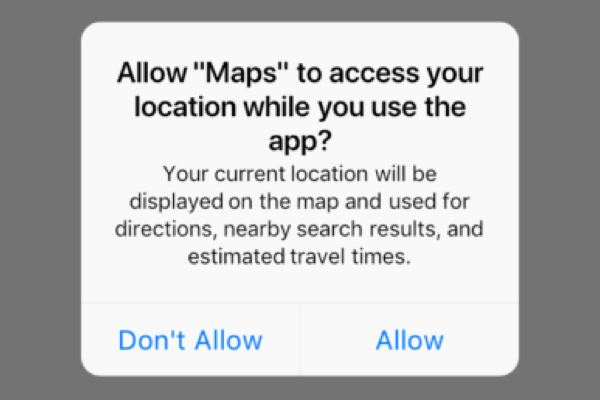 Allow "Maps" to access your
location while you use the
app?
Your current location will be
displayed on the map and used for
directions, nearby search results, and
estimated travel times.
Don't Allow
Allow